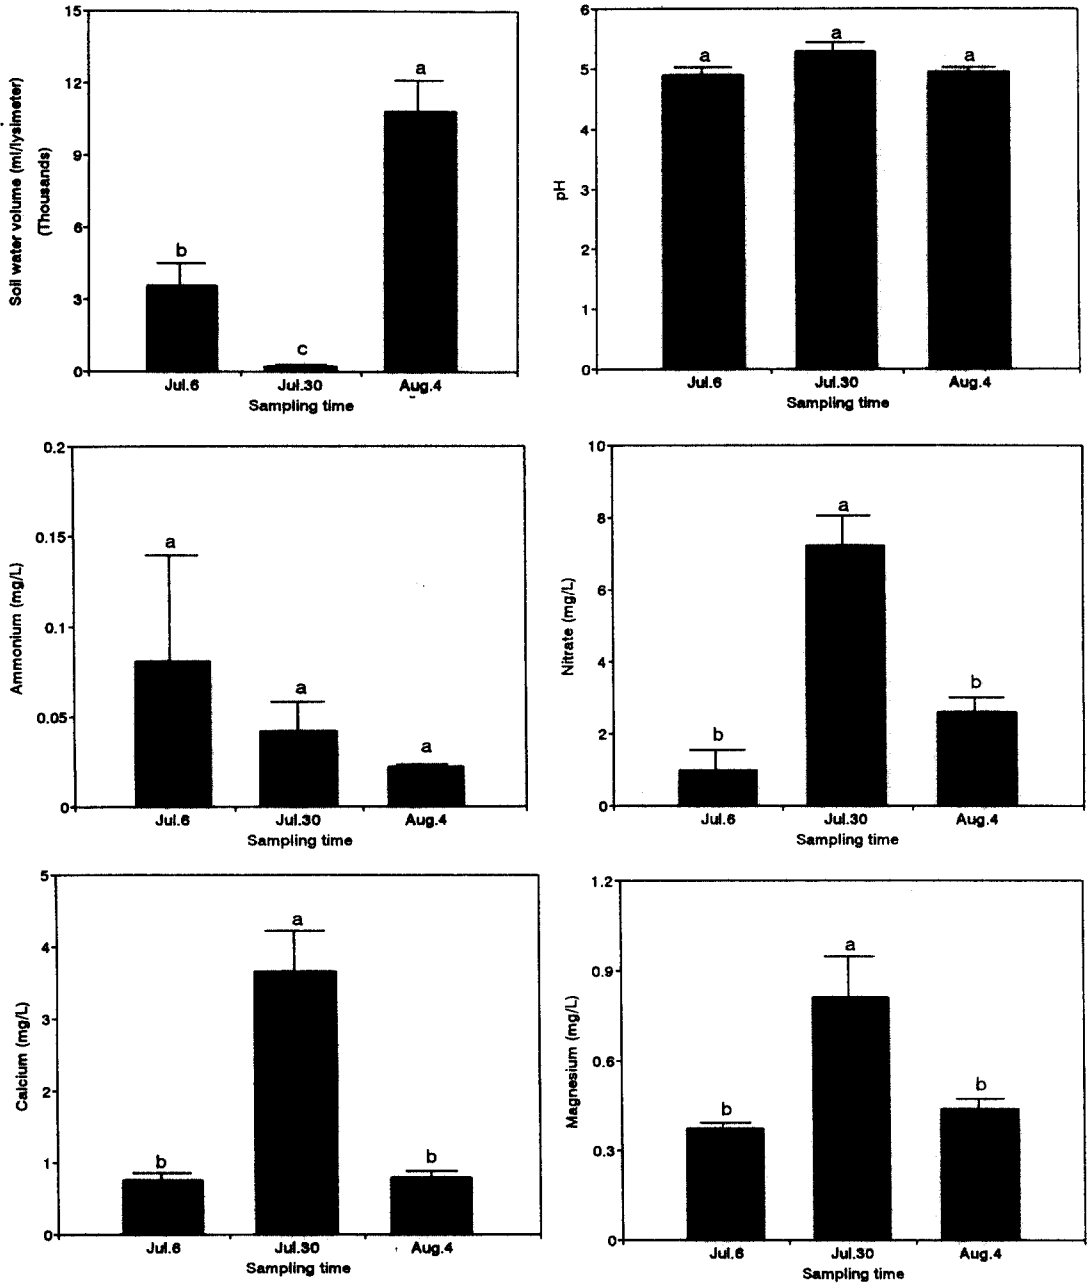 Soil water volume (ml/lysimeter)
(Thousands)
15
12
9
6
3
0
b
c
a
Jul.6 Jul.30 Aug.4
Sampling time
pH
6
5
4
3
2
1
0
a
a
a
Jul.6 Jul.30 Aug.4
Sampling time
Ammonium (mg/L)
0.2
0.15
0.1
0.05
0
a
a
a
Jul.6 Jul.30 Aug.4
Sampling time
Nitrate (mg/L)
10
8
6
4
2
0
b
a
b
Jul.6 Jul.30 Aug.4
Sampling time
Calcium (mg/L)
5
4
3
2
1
0
b
a
b
Jul.6 Jul.30 Aug.4
Sampling time
Magnesium (mg/L)
1.2
0.9
0.6
0.3
0
b
a
b
Jul.6 Jul.30 Aug.4
Sampling time